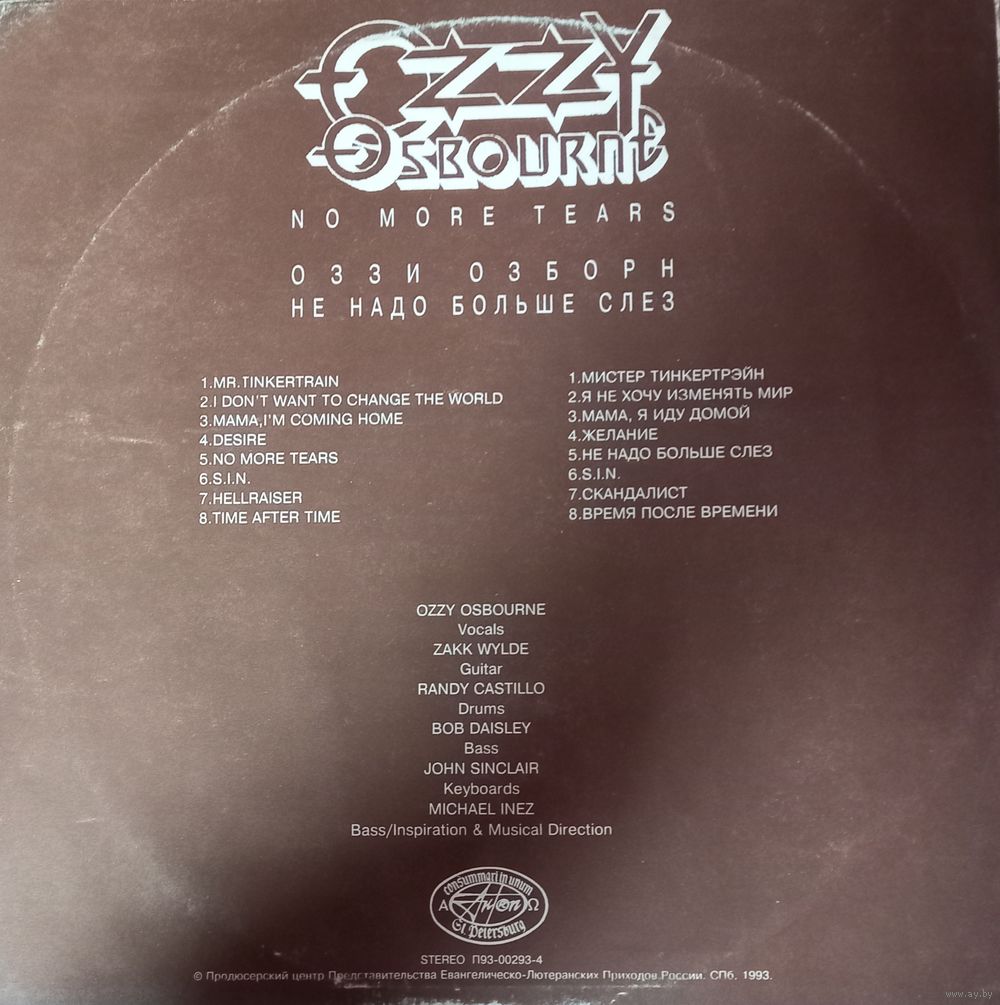 OZZY
OSBOURNE
NO MORE TEARS
ОЗЗИ ОЗБОРН
НЕ НАДО БОЛЬШЕ СЛЕЗ
1.MR.TINKERTRAIN
2.I DON'T WANT TO CHANGE THE WORLD
3.MAMA,I'M COMING HOME
4.DESIRE
5.NO MORE TEARS
6.S.I.N.
7.HELLRAISER
8.TIME AFTER TIME
1.МИСТЕР ТИНКЕРТРЭЙН
2.Я НЕ ХОЧУ ИЗМЕНЯТЬ МИР
3.МАМА, Я ИДУ ДОМОЙ
4.ЖЕЛАНИЕ
5.НЕ НАДО БОЛЬШЕ СЛЕЗ
6.S.I.N.
7.СКАНДАЛИСТ
8.ВРЕМЯ ПОСЛЕ ВРЕМЕНИ
OZZY OSBOURNE
Vocals
ZAKK WYLDE
Guitar
RANDY CASTILLO
Drums
BOB DAISLEY
Bass
JOHN SINCLAIR
Keyboards
MICHAEL INEZ
Bass/Inspiration & Musical Direction
consummari in unum
Α АнТроп Ω
St. Petersburg
STEREO П93-00293-4
© Продюсерский центр Представительства Евангелическо-Лютеранских Приходов России. СПб. 1993.
www.ay.by